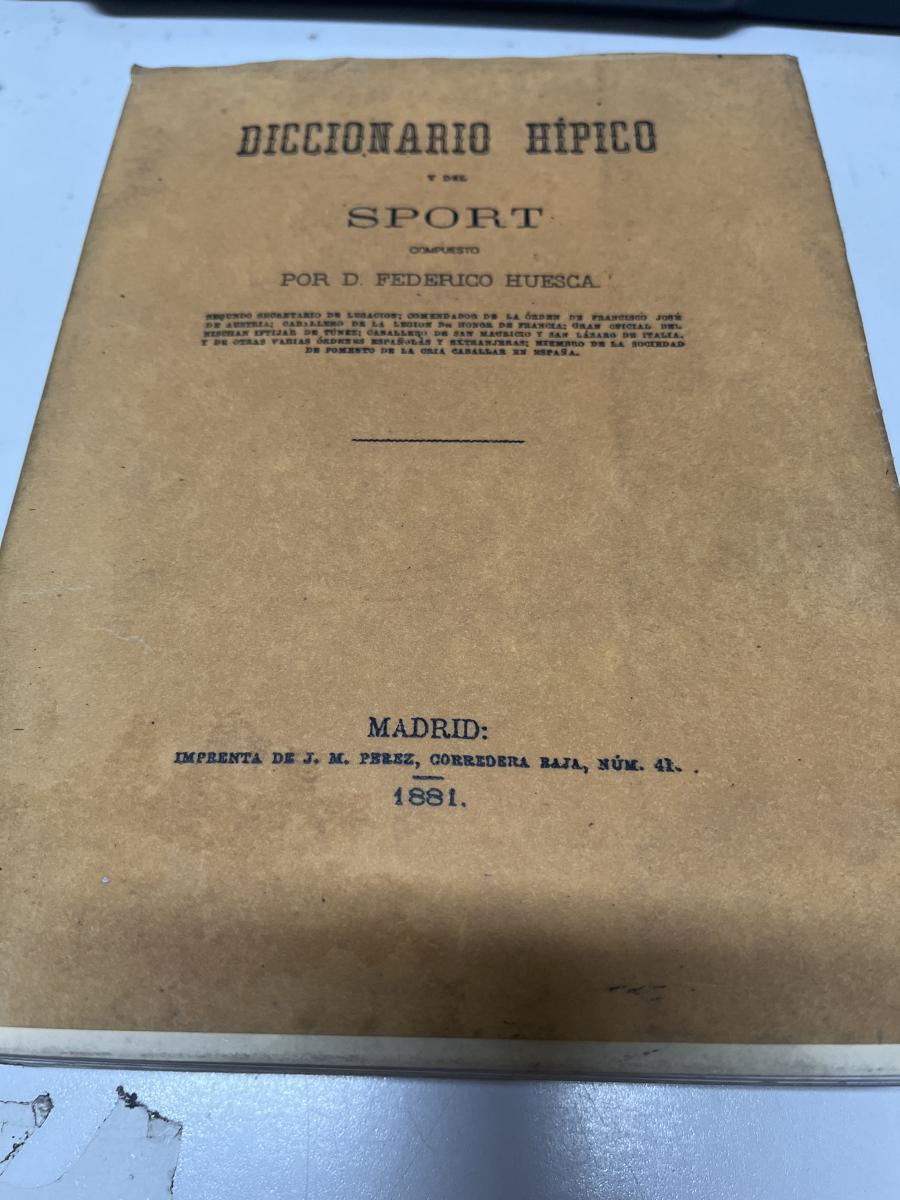 DICCIONARIO HÍPICO
Y DEL
SPORT
COMPUESTO
POR D. FEDERICO HUESCA.
SEGUNDO SECRETARIO DE LEGACION; COMENDADOR DE LA ÓRDEN DE FRANCISCO JOSÉ
DE AUSTRIA; CABALLERO DE LA LEGION DE HONOR DE FRANCIA; GRAN OFICIAL DEL
NISCHAN IFTIJAR DE TÚNEZ; CABALLERO DE SAN MAURICIO Y SAN LÁZARO DE ITALIA,
Y DE OTRAS VARIAS ÓRDENES ESPAÑOLAS Y EXTRANJERAS; MIEMBRO DE LA SOCIEDAD
DE FOMENTO DE LA CRIA CABALLAR EN ESPAÑA.
MADRID:
IMPRENTA DE J. M. PEREZ, CORREDERA BAJA, NÚM. 41.
1881.